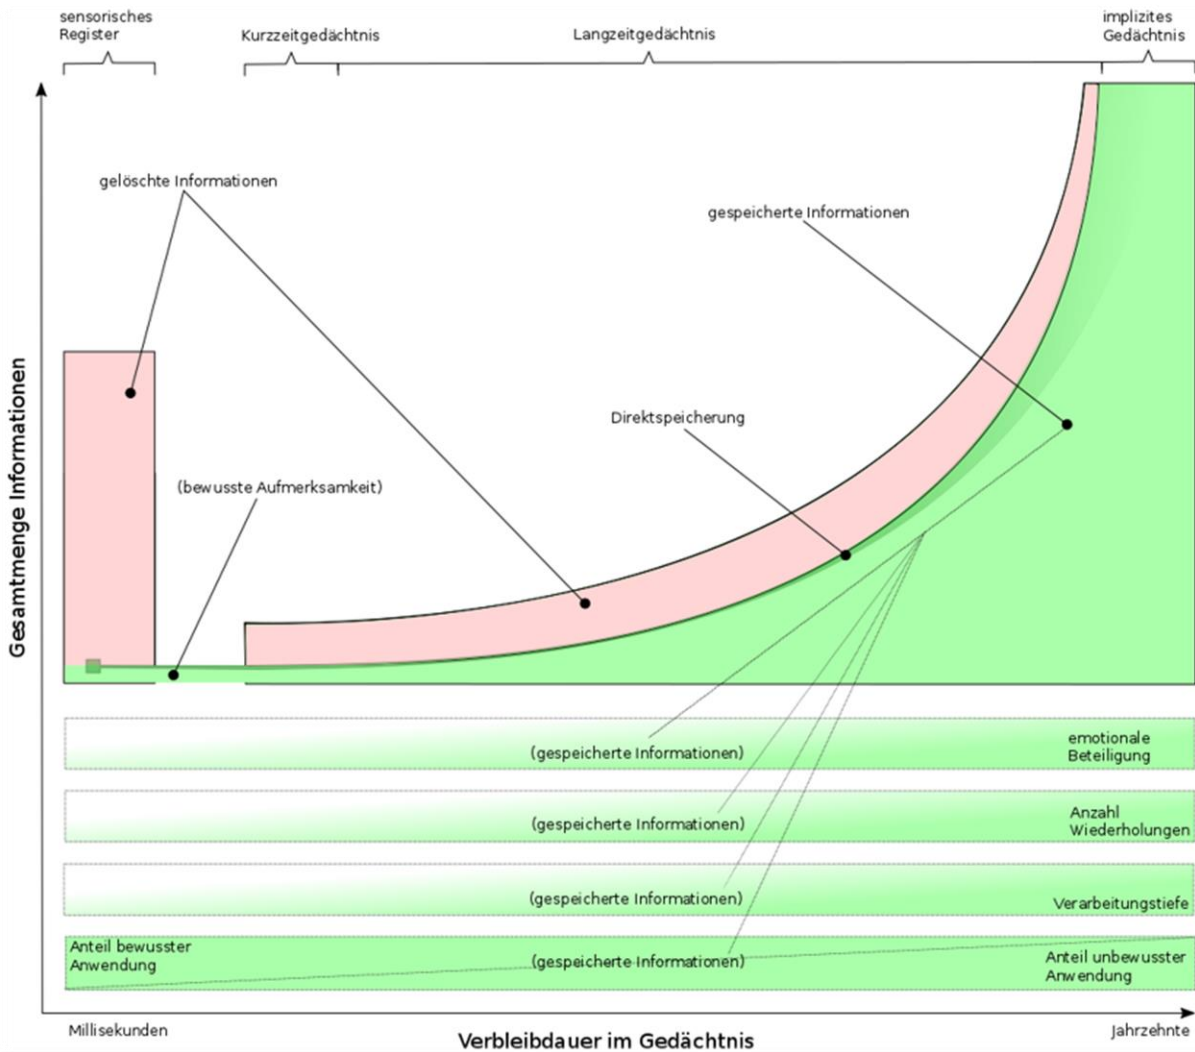 sensorisches
Register
Kurzzeitgedächtnis
Langzeitgedächtnis
implizites
Gedächtnis
gelöschte Informationen
gespeicherte Informationen
Direktspeicherung
(bewusste Aufmerksamkeit)
Gesamtmenge Informationen
(gespeicherte Informationen)
emotionale
Beteiligung
(gespeicherte Informationen)
Anzahl
Wiederholungen
(gespeicherte Informationen)
Verarbeitungstiefe
Anteil bewusster
Anwendung
(gespeicherte Informationen)
Anteil unbewusster
Anwendung
Millisekunden
Verbleibdauer im Gedächtnis
Jahrzehnte